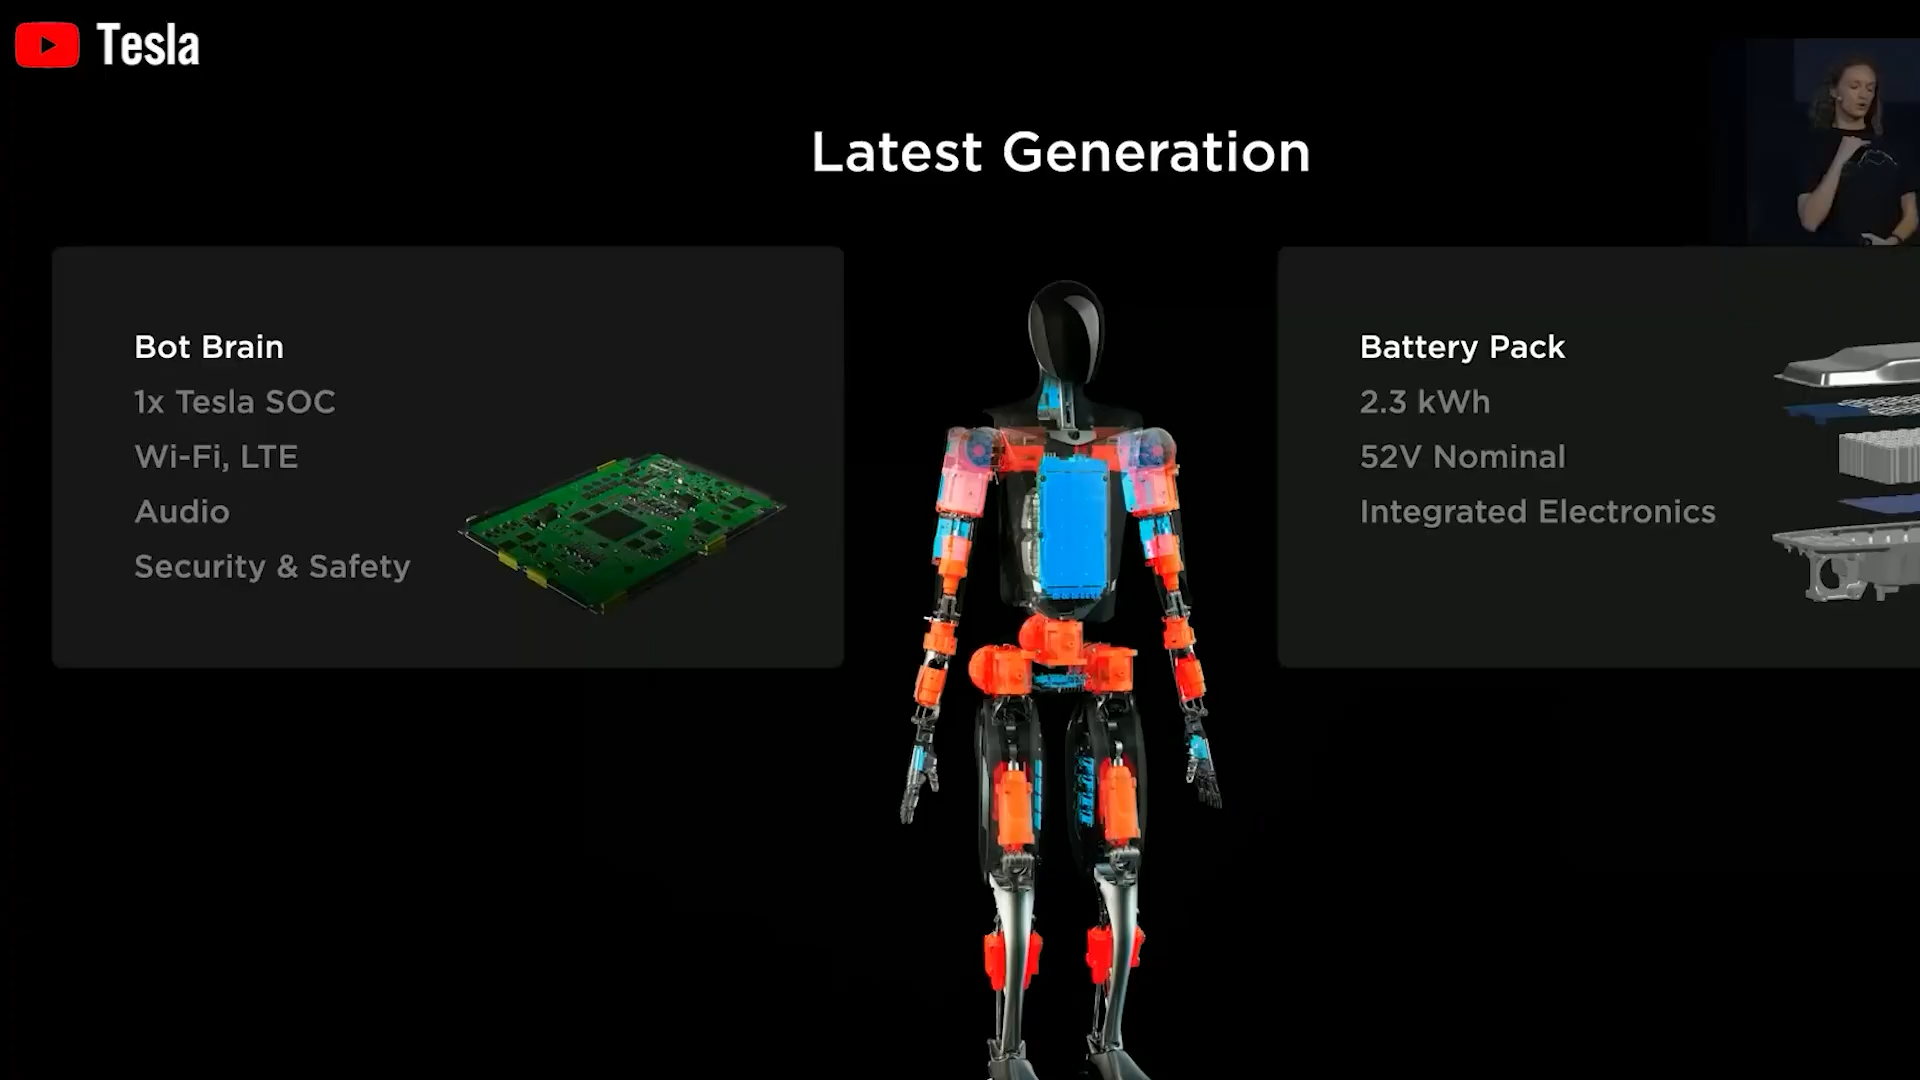 Tesla
Latest Generation
Bot Brain
1x Tesla SOC
Wi-Fi, LTE
Audio
Security & Safety
Battery Pack
2.3 kWh
52V Nominal
Integrated Electronics